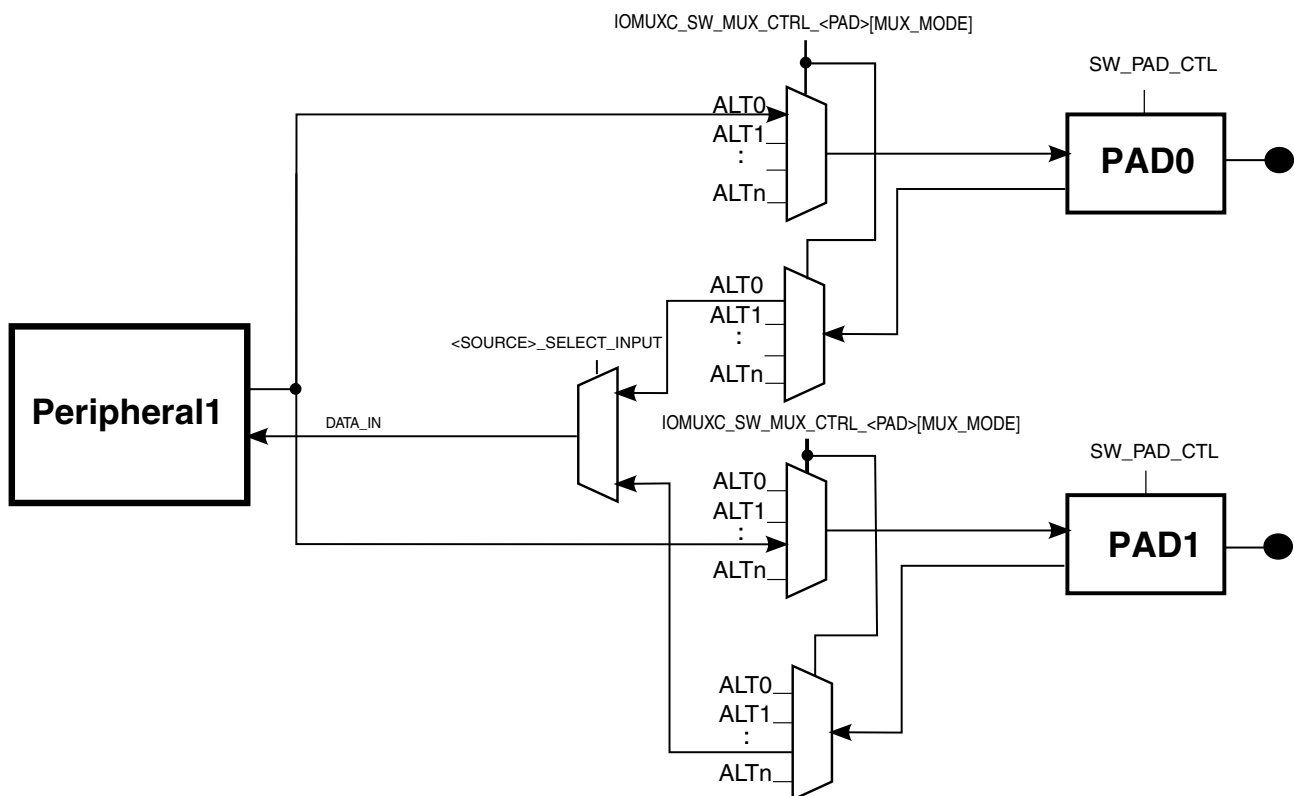 IOMUXC_SW_MUX_CTRL_<PAD>[MUX_MODE]
SW_PAD_CTL
ALT0
ALT1
:
ALTn
PAD0
ALT0
ALT1
:
ALTn
<SOURCE>_SELECT_INPUT
Peripheral1
DATA_IN
IOMUXC_SW_MUX_CTRL_<PAD>[MUX_MODE]
SW_PAD_CTL
ALT0
ALT1
:
ALTn
PAD1
ALT0
ALT1
:
ALTn